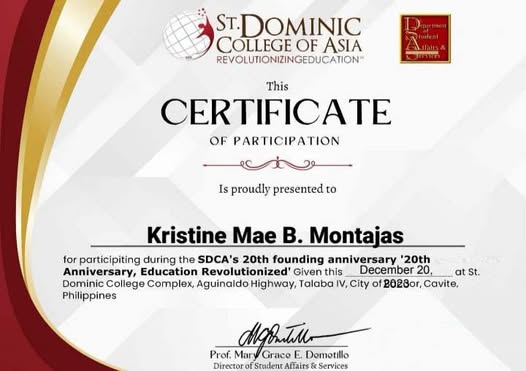 ST. DOMINIC
COLLEGE OF ASIA
REVOLUTIONIZINGEDUCATION
Department
of
Student
Affairs &
Services
This
CERTIFICATE
OF PARTICIPATION
Is proudly presented to
Kristine Mae B. Montajas
for participiting during the SDCA's 20th founding anniversary '20th
Anniversary, Education Revolutionized' Given this December 20, at St.
Dominic College Complex, Aguinaldo Highway, Talaba IV, City of 2023 Cavite,
Philippines
Prof. Mary Grace E. Domotillo
Director of Student Affairs & Services